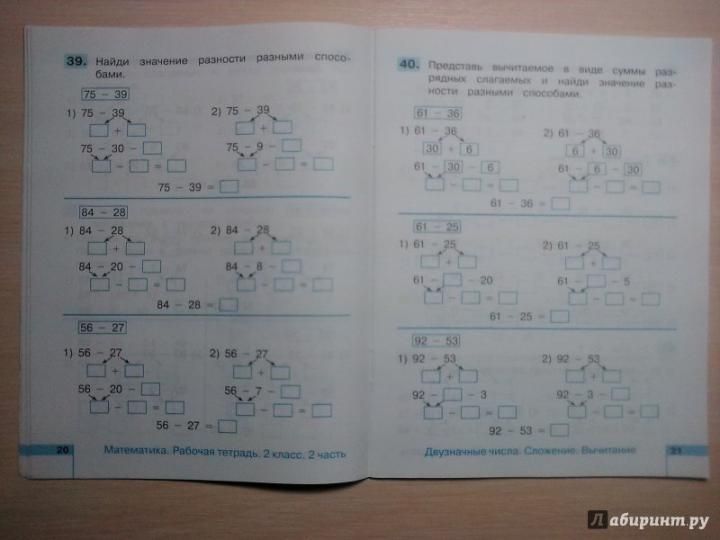 39. Найди значение разности разными спосо-
бами.
75 − 39
1) 75 − 39
2) 75 − 39
+
+
75 − 30 −
75 − 9 −
− =
− =
75 − 39 =
84 − 28
1) 84 − 28
2) 84 − 28
+
+
84 − 20 −
84 − 8 −
− =
− =
84 − 28 =
56 − 27
1) 56 − 27
2) 56 − 27
+
+
56 − 20 −
56 − 7 −
− =
− =
56 − 27 =
20 Математика. Рабочая тетрадь. 2 класс. 2 часть
40. Представь вычитаемое в виде суммы раз-
рядных слагаемых и найди значение раз-
ности разными способами.
61 − 36
1) 61 − 36
2) 61 − 36
30 + 6
6 + 30
61 − 30 − 6
61 − 6 − 30
− =
− =
61 − 36 =
61 − 25
1) 61 − 25
2) 61 − 25
+
+
61 − − 20
61 − − 5
− =
− =
61 − 25 =
92 − 53
1) 92 − 53
2) 92 − 53
+
+
92 − − 3
92 − − 3
− =
− =
92 − 53 =
Двузначные числа. Сложение. Вычитание 21
Лабиринт.ру